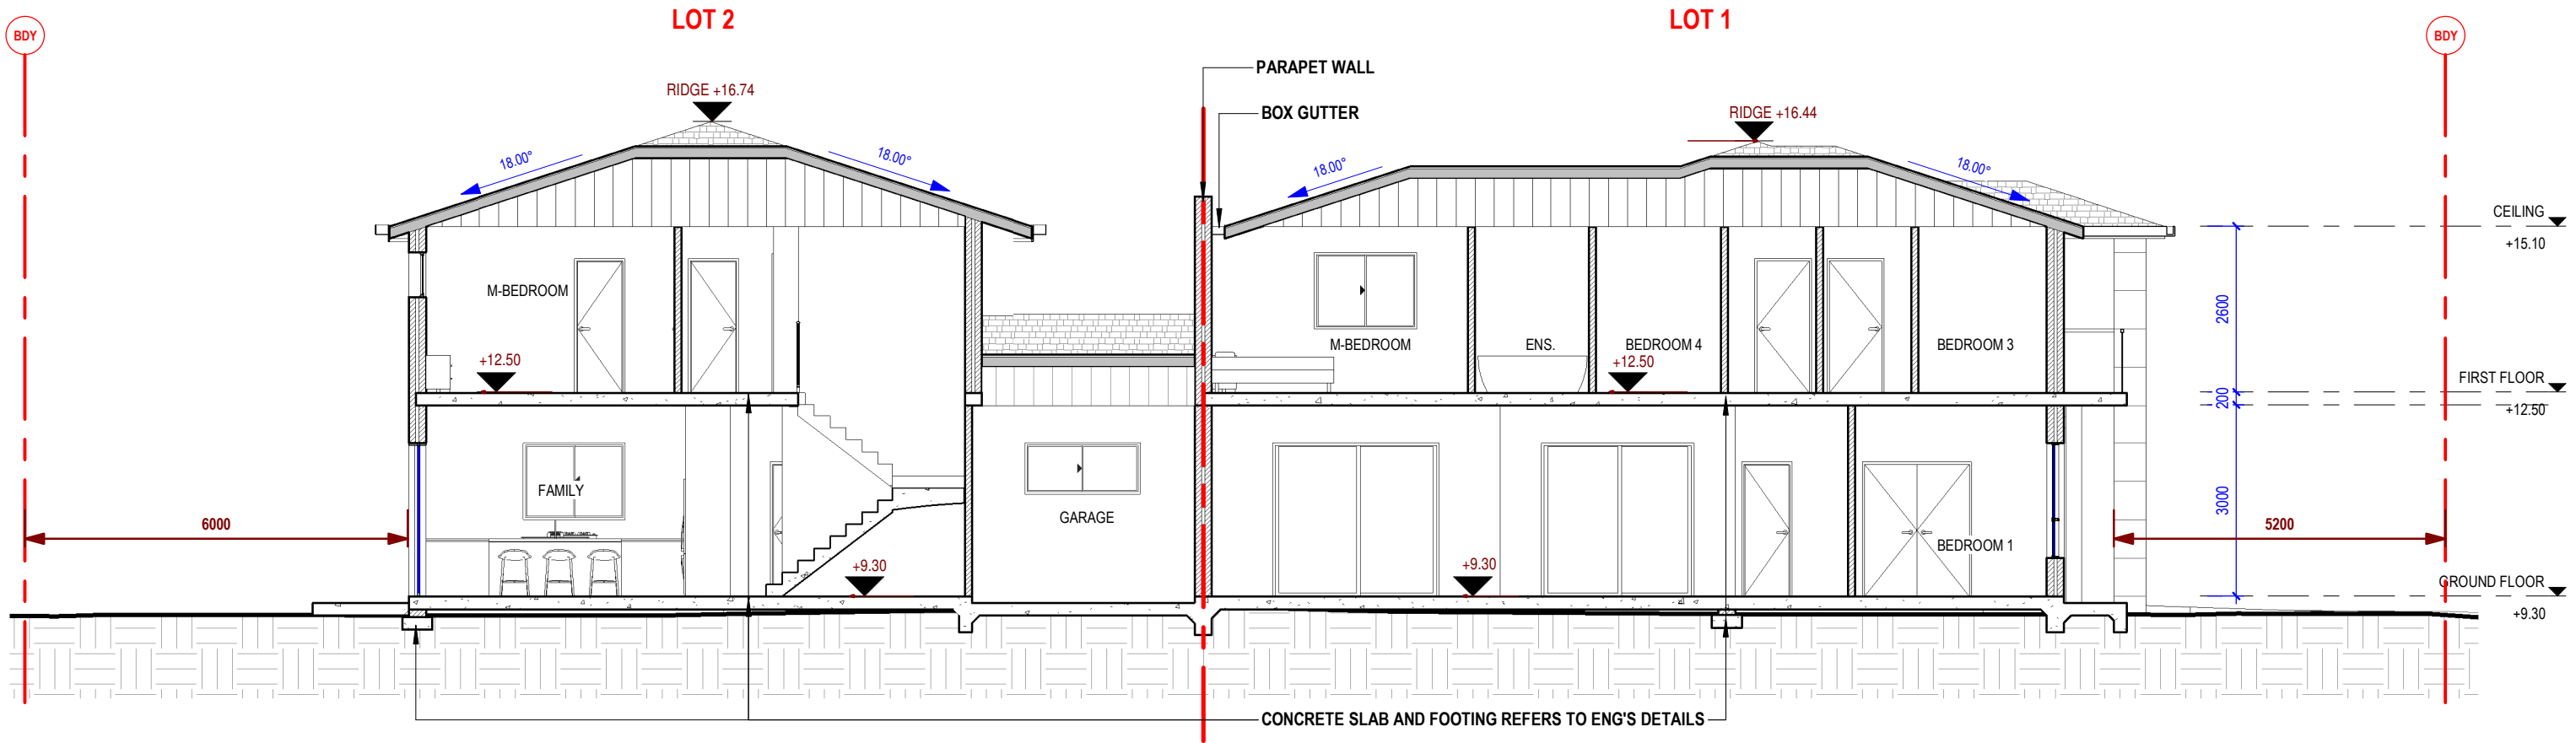 LOT 2
LOT 1
BDY
BDY
PARAPET WALL
RIDGE +16.74
BOX GUTTER
RIDGE +16.44
18.00°
18.00°
18.00°
18.00°
CEILING
+15.10
M-BEDROOM
2600
M-BEDROOM
ENS.
BEDROOM 4
BEDROOM 3
+12.50
+12.50
FIRST FLOOR
200
+12.50
FAMILY
3000
GARAGE
6000
5200
BEDROOM 1
+9.30
+9.30
GROUND FLOOR
+9.30
CONCRETE SLAB AND FOOTING REFERS TO ENG'S DETAILS